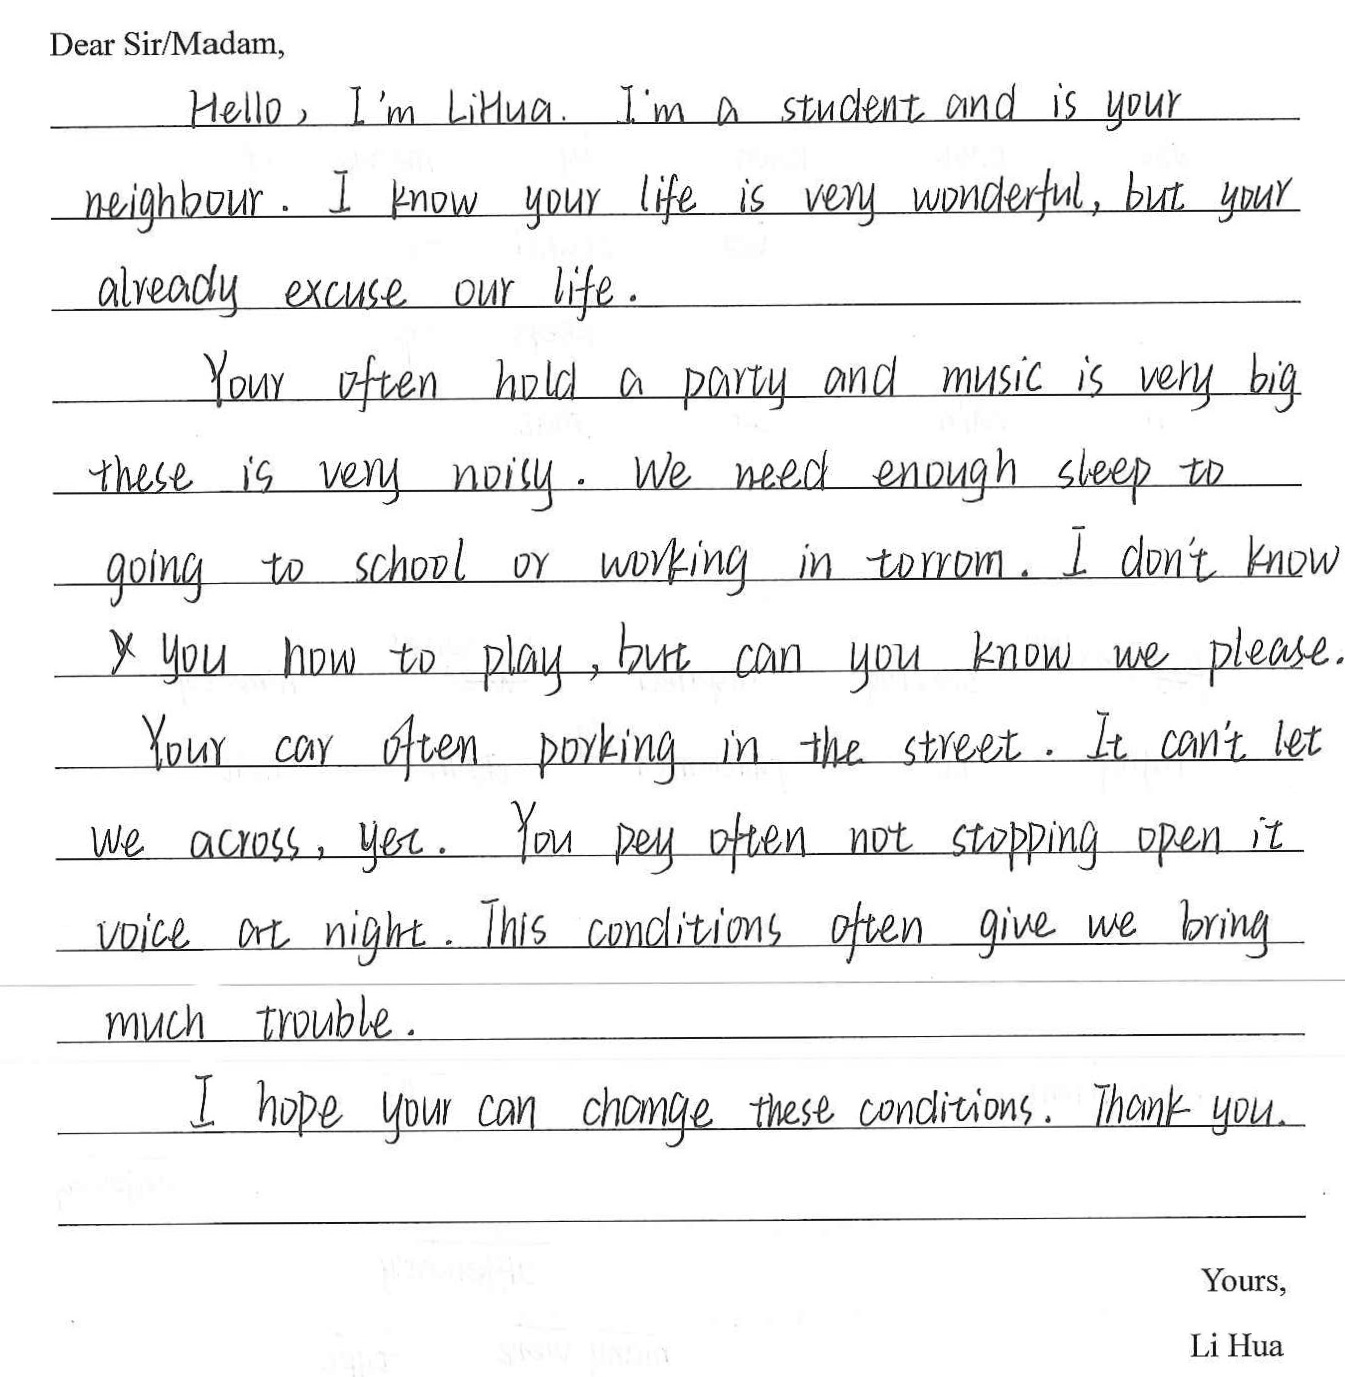 Dear Sir/Madam,
Hello, I'm LiHua. I'm a student and is your
neighbour. I know your life is very wonderful, but your
already excuse our life.
Your often hold a party and music is very big
these is very noisy. We need enough sleep to
going to school or working in torrom. I don't know
you how to play, but can you know we please.
Your car often porking in the street. It can't let
we across, yet. You pey often not stopping open it
voice at night. This conditions often give we bring
much trouble.
I hope your can change these conditions. Thank you.
Yours,
Li Hua